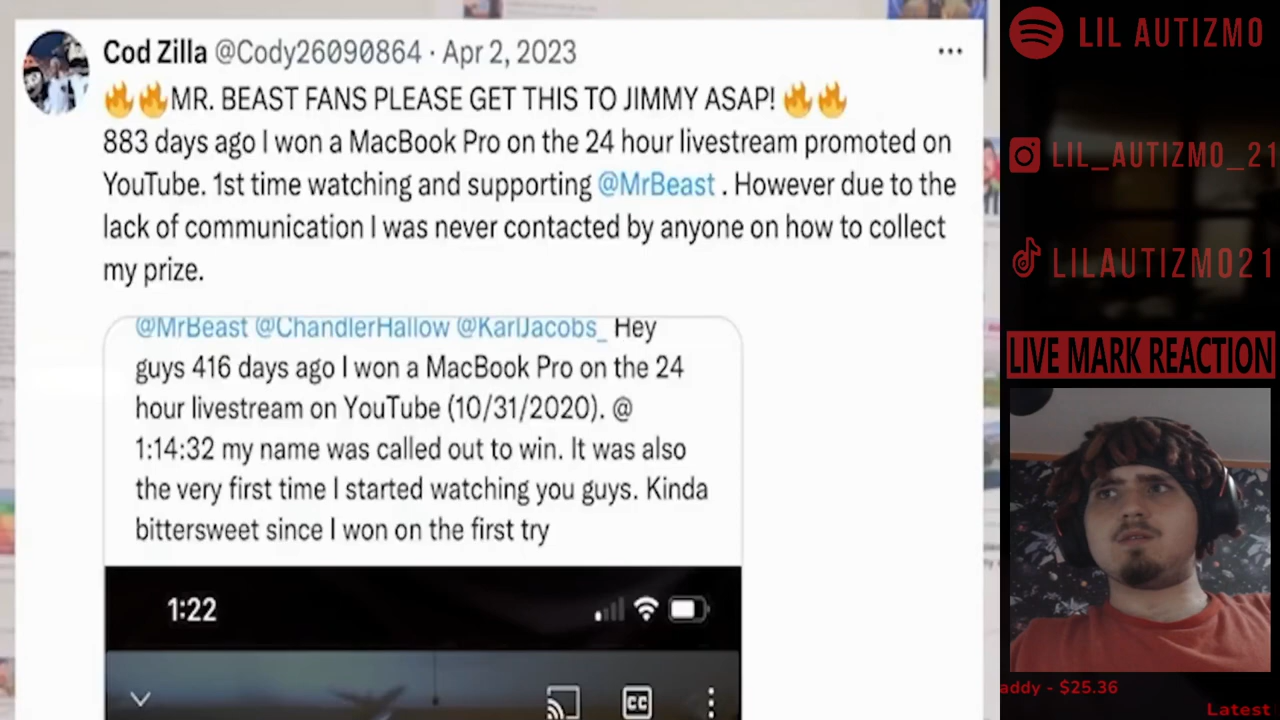 Cod Zilla @Cody26090864 · Apr 2, 2023
🔥🔥MR. BEAST FANS PLEASE GET THIS TO JIMMY ASAP! 🔥🔥
883 days ago I won a MacBook Pro on the 24 hour livestream promoted on
YouTube. 1st time watching and supporting @MrBeast . However due to the
lack of communication I was never contacted by anyone on how to collect
my prize.
@MrBeast @ChandlerHallow @KarlJacobs_ Hey
guys 416 days ago I won a MacBook Pro on the 24
hour livestream on YouTube (10/31/2020). @
1:14:32 my name was called out to win. It was also
the very first time I started watching you guys. Kinda
bittersweet since I won on the first try
1:22
CC
LIL AUTIZMO
LIL_AUTIZMO_21
LILAUTIZMO21
LIVE MARK REACTION
addy - $25.36
Latest